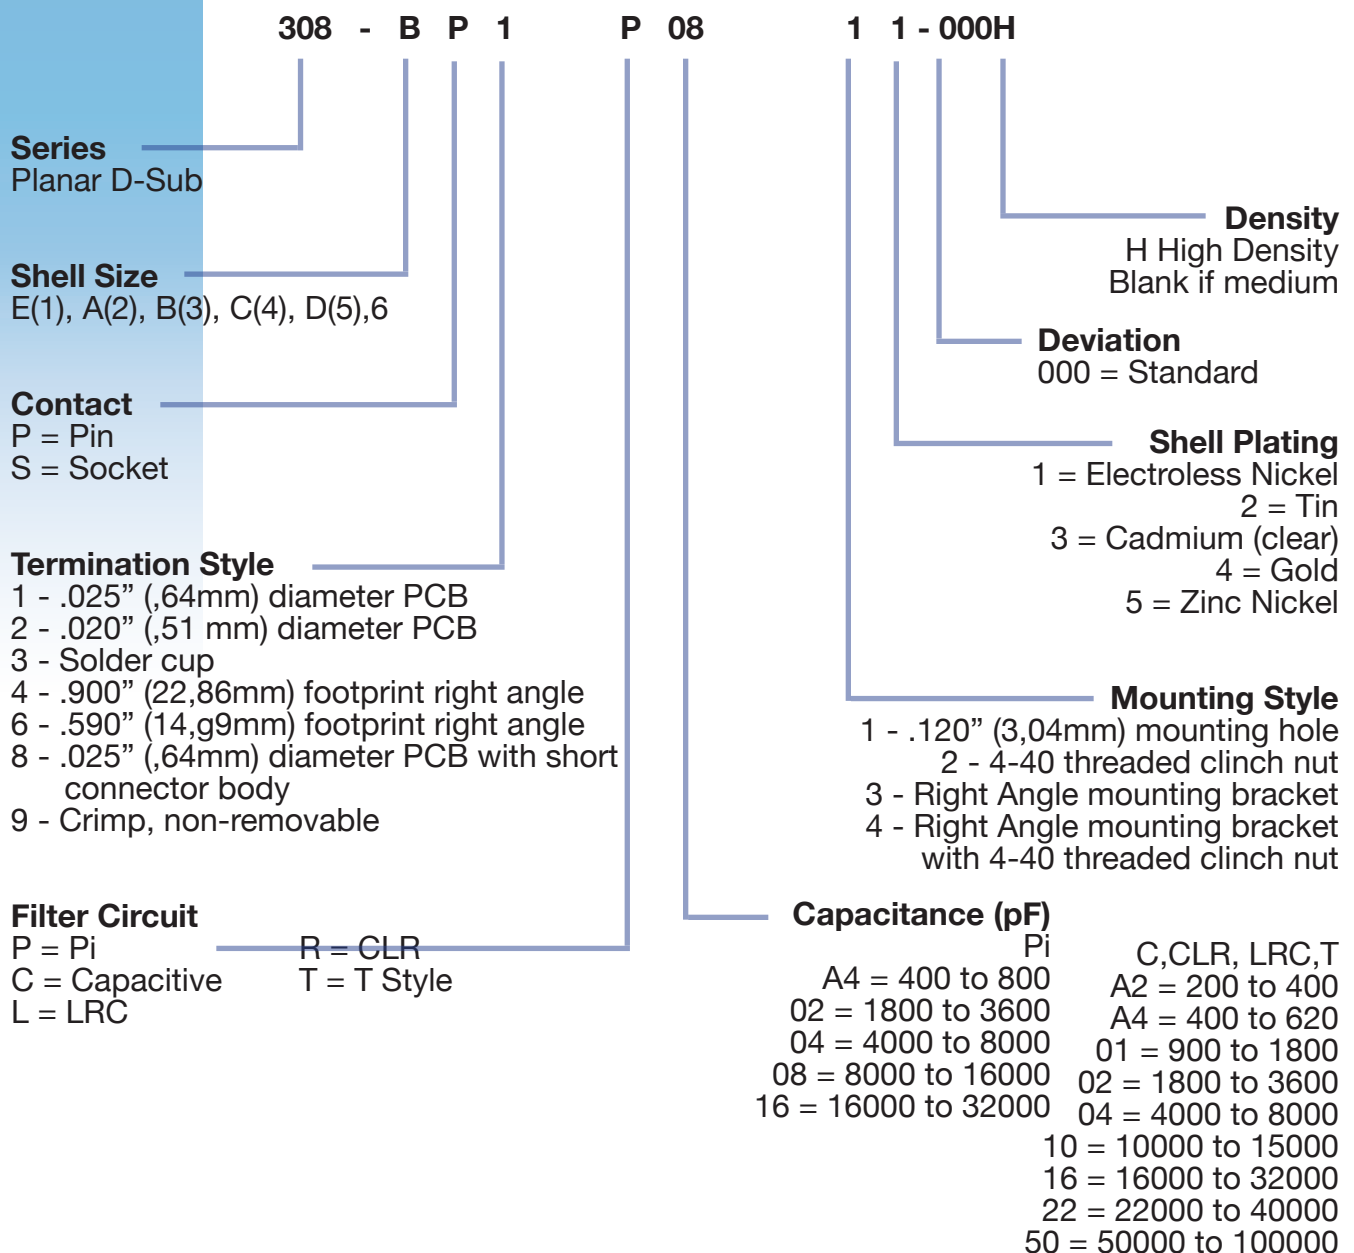 308 - B P 1 P 08 1 1 - 000H
Series
Planar D-Sub
Shell Size
E(1), A(2), B(3), C(4), D(5),6
Contact
P = Pin
S = Socket
Termination Style
1 - .025” (,64mm) diameter PCB
2 - .020” (,51 mm) diameter PCB
3 - Solder cup
4 - .900” (22,86mm) footprint right angle
6 - .590” (14,g9mm) footprint right angle
8 - .025” (,64mm) diameter PCB with short
connector body
9 - Crimp, non-removable
Filter Circuit
P = Pi R = CLR
C = Capacitive T = T Style
L = LRC
Density
H High Density
Blank if medium
Deviation
000 = Standard
Shell Plating
1 = Electroless Nickel
2 = Tin
3 = Cadmium (clear)
4 = Gold
5 = Zinc Nickel
Mounting Style
1 - .120” (3,04mm) mounting hole
2 - 4-40 threaded clinch nut
3 - Right Angle mounting bracket
4 - Right Angle mounting bracket
with 4-40 threaded clinch nut
Capacitance (pF)
Pi
A4 = 400 to 800
02 = 1800 to 3600
04 = 4000 to 8000
08 = 8000 to 16000
16 = 16000 to 32000
C,CLR, LRC,T
A2 = 200 to 400
A4 = 400 to 620
01 = 900 to 1800
02 = 1800 to 3600
04 = 4000 to 8000
10 = 10000 to 15000
16 = 16000 to 32000
22 = 22000 to 40000
50 = 50000 to 100000